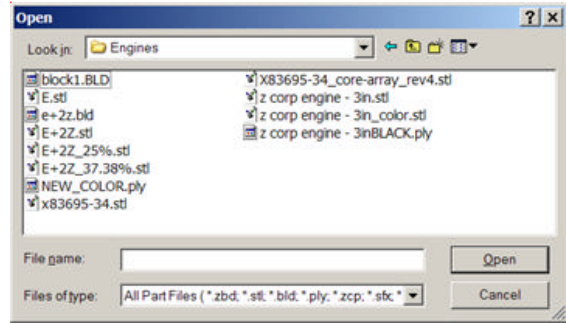 Open
Look in: Engines
block1.BLD
E.stl
e+2z.bld
E+2Z.stl
E+2Z_25%.stl
E+2Z_37.38%.stl
NEW_COLOR.ply
x83695-34.stl
X83695-34_core-array_rev4.stl
z corp engine - 3in.stl
z corp engine - 3in_color.stl
z corp engine - 3inBLACK.ply
File name:
Open
Files of type: All Part Files ( *.zbd; *.stl; *.bld; *.ply; *.zcp; *.sfx; *
Cancel